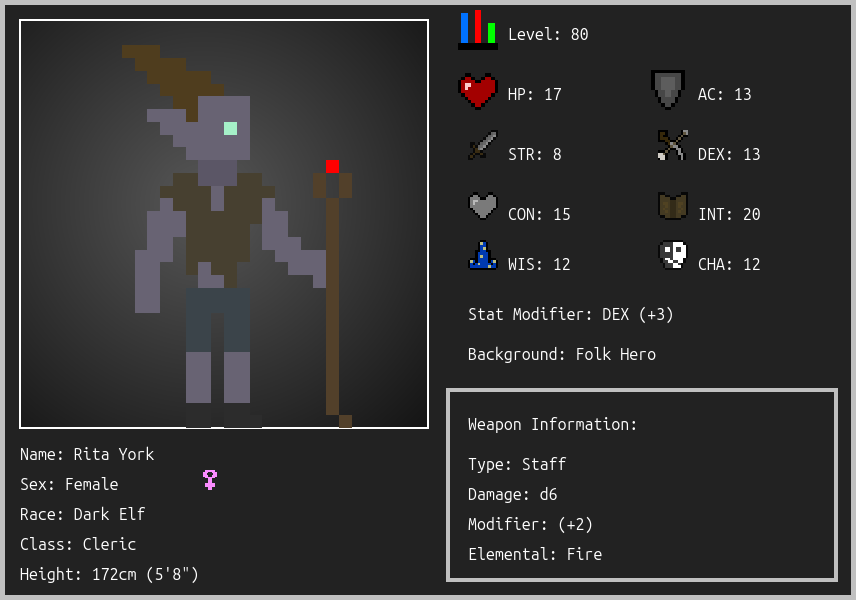 Level: 80
HP: 17
AC: 13
STR: 8
DEX: 13
CON: 15
INT: 20
WIS: 12
CHA: 12
Stat Modifier: DEX (+3)
Background: Folk Hero
Weapon Information:
Type: Staff
Damage: d6
Modifier: (+2)
Elemental: Fire
Name: Rita York
Sex: Female
Race: Dark Elf
Class: Cleric
Height: 172cm (5'8")